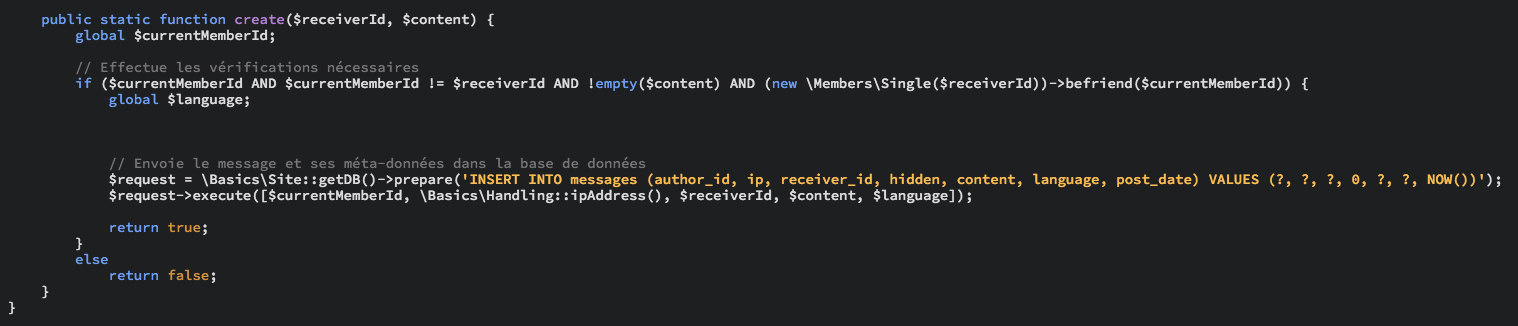 public static function create($receiverId, $content) {
global $currentMemberId;
// Effectue les vérifications nécessaires
if ($currentMemberId AND $currentMemberId != $receiverId AND !empty($content) AND (new \Members\Single($receiverId))->befriend($currentMemberId)) {
global $language;
// Envoie le message et ses méta-données dans la base de données
$request = \Basics\Site::getDB()->prepare('INSERT INTO messages (author_id, ip, receiver_id, hidden, content, language, post_date) VALUES (?, ?, ?, 0, ?, ?, NOW())');
$request->execute([$currentMemberId, \Basics\Handling::ipAddress(), $receiverId, $content, $language]);
return true;
}
else
return false;
}
}